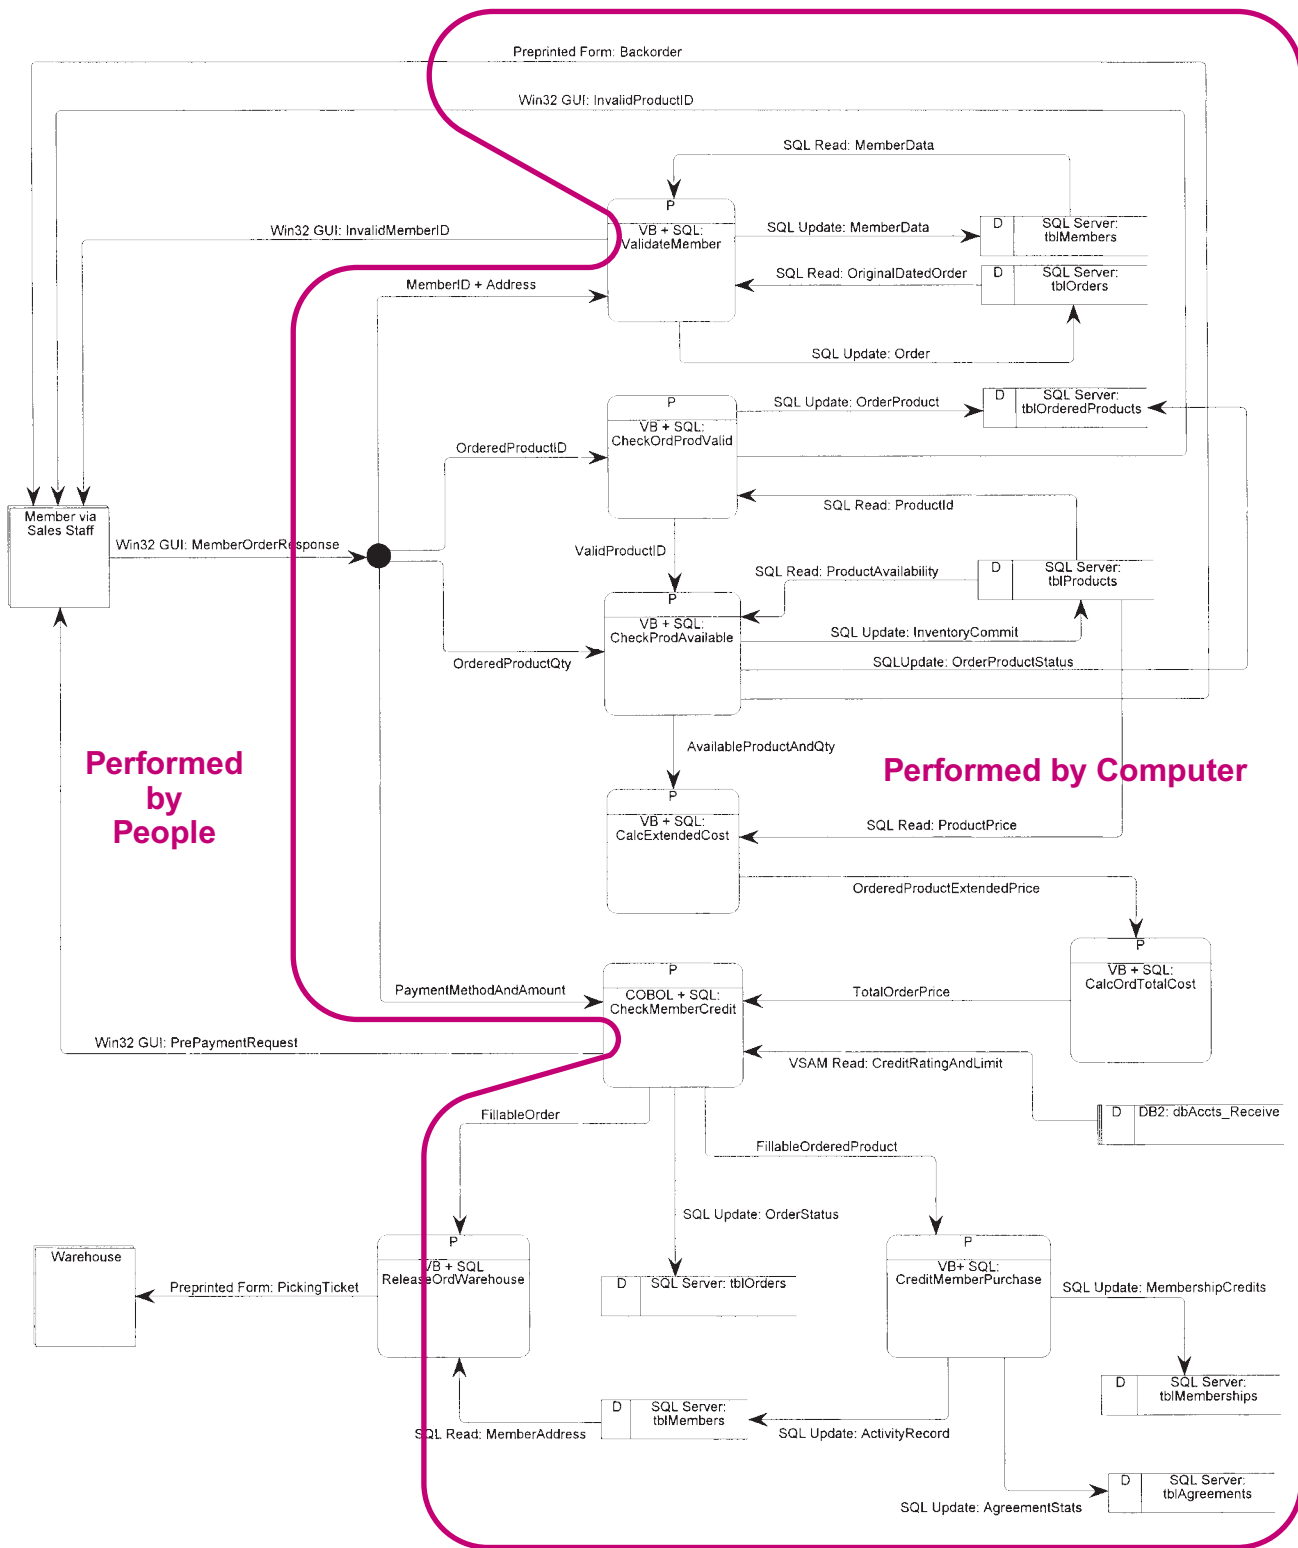 Preprinted Form: Backorder
Win32 GUI: InvalidProductID
SQL Read: MemberData
P
VB + SQL:
ValidateMember
Win32 GUI: InvalidMemberID
SQL Update: MemberData
D
SQL Server:
tblMembers
MemberID + Address
SQL Read: OriginalDatedOrder
D
SQL Server:
tblOrders
SQL Update: Order
P
VB + SQL:
CheckOrdProdValid
SQL Update: OrderProduct
D
SQL Server:
tblOrderedProducts
OrderedProductID
SQL Read: ProductId
Member via
Sales Staff
Win32 GUI: MemberOrderResponse
ValidProductID
SQL Read: ProductAvailability
D
SQL Server:
tblProducts
P
VB + SQL:
CheckProdAvailable
SQL Update: InventoryCommit
OrderedProductQty
SQLUpdate: OrderProductStatus
AvailableProductAndQty
Performed
by
People
Performed by Computer
P
VB + SQL:
CalcExtendedCost
SQL Read: ProductPrice
OrderedProductExtendedPrice
P
VB + SQL:
CalcOrdTotalCost
P
COBOL + SQL:
CheckMemberCredit
PaymentMethodAndAmount
TotalOrderPrice
Win32 GUI: PrePaymentRequest
VSAM Read: CreditRatingAndLimit
D
DB2: dbAccts_Receive
FillableOrder
FillableOrderedProduct
SQL Update: OrderStatus
Warehouse
Preprinted Form: PickingTicket
P
VB + SQL
ReleaseOrdWarehouse
D
SQL Server: tblOrders
P
VB+ SQL:
CreditMemberPurchase
SQL Update: MembershipCredits
D
SQL Server:
tblMemberships
SQL Read: MemberAddress
D
SQL Server:
tblMembers
SQL Update: ActivityRecord
SQL Update: AgreementStats
D
SQL Server:
tblAgreements